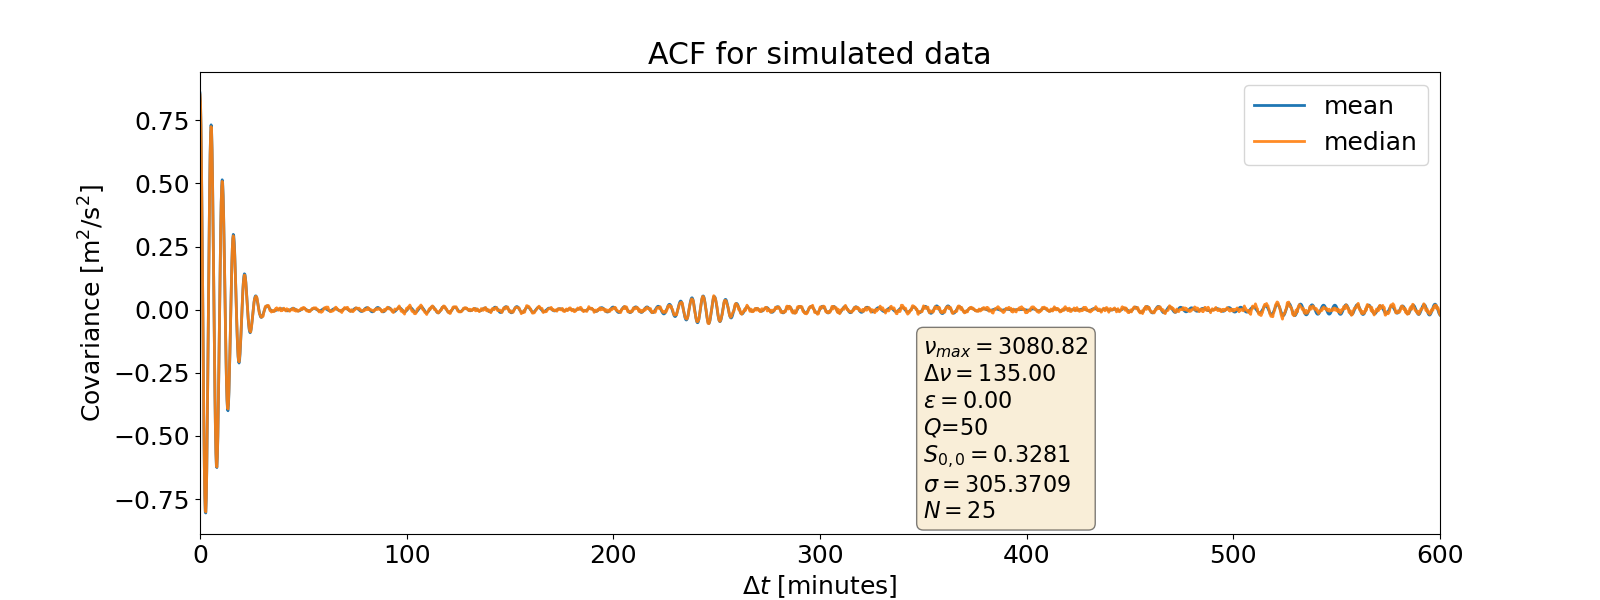 ACF for simulated data
mean
median
Covariance [m²/s²]
0.75
0.50
0.25
0.00
−0.25
−0.50
−0.75
ν_max = 3080.82
Δν = 135.00
ε = 0.00
Q=50
S_0,0 = 0.3281
σ = 305.3709
N = 25
0 100 200 300 400 500 600
Δt [minutes]